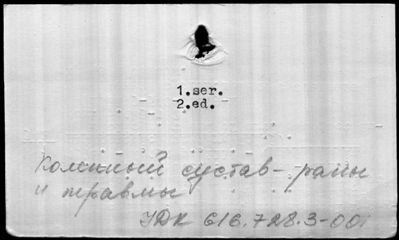 1.ser.
2.ed.
Коленный сустав - раны
и травмы
УДК 616.728.3-001